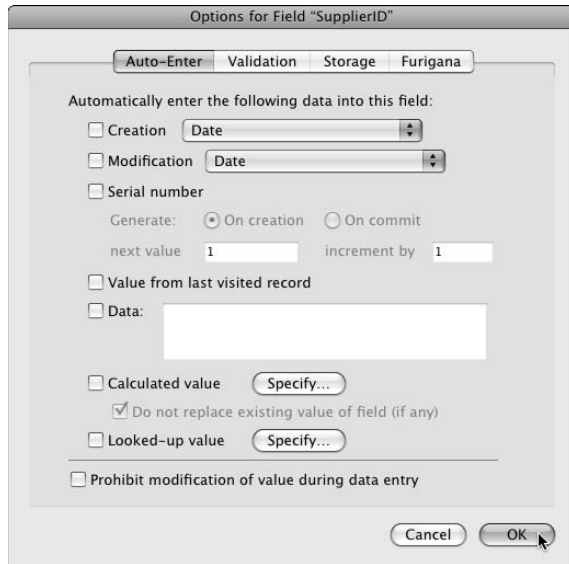 Options for Field “SupplierID”
Auto-Enter Validation Storage Furigana
Automatically enter the following data into this field:
Creation Date
Modification Date
Serial number
Generate: On creation On commit
next value 1 increment by 1
Value from last visited record
Data:
Calculated value Specify...
Do not replace existing value of field (if any)
Looked-up value Specify...
Prohibit modification of value during data entry
Cancel OK